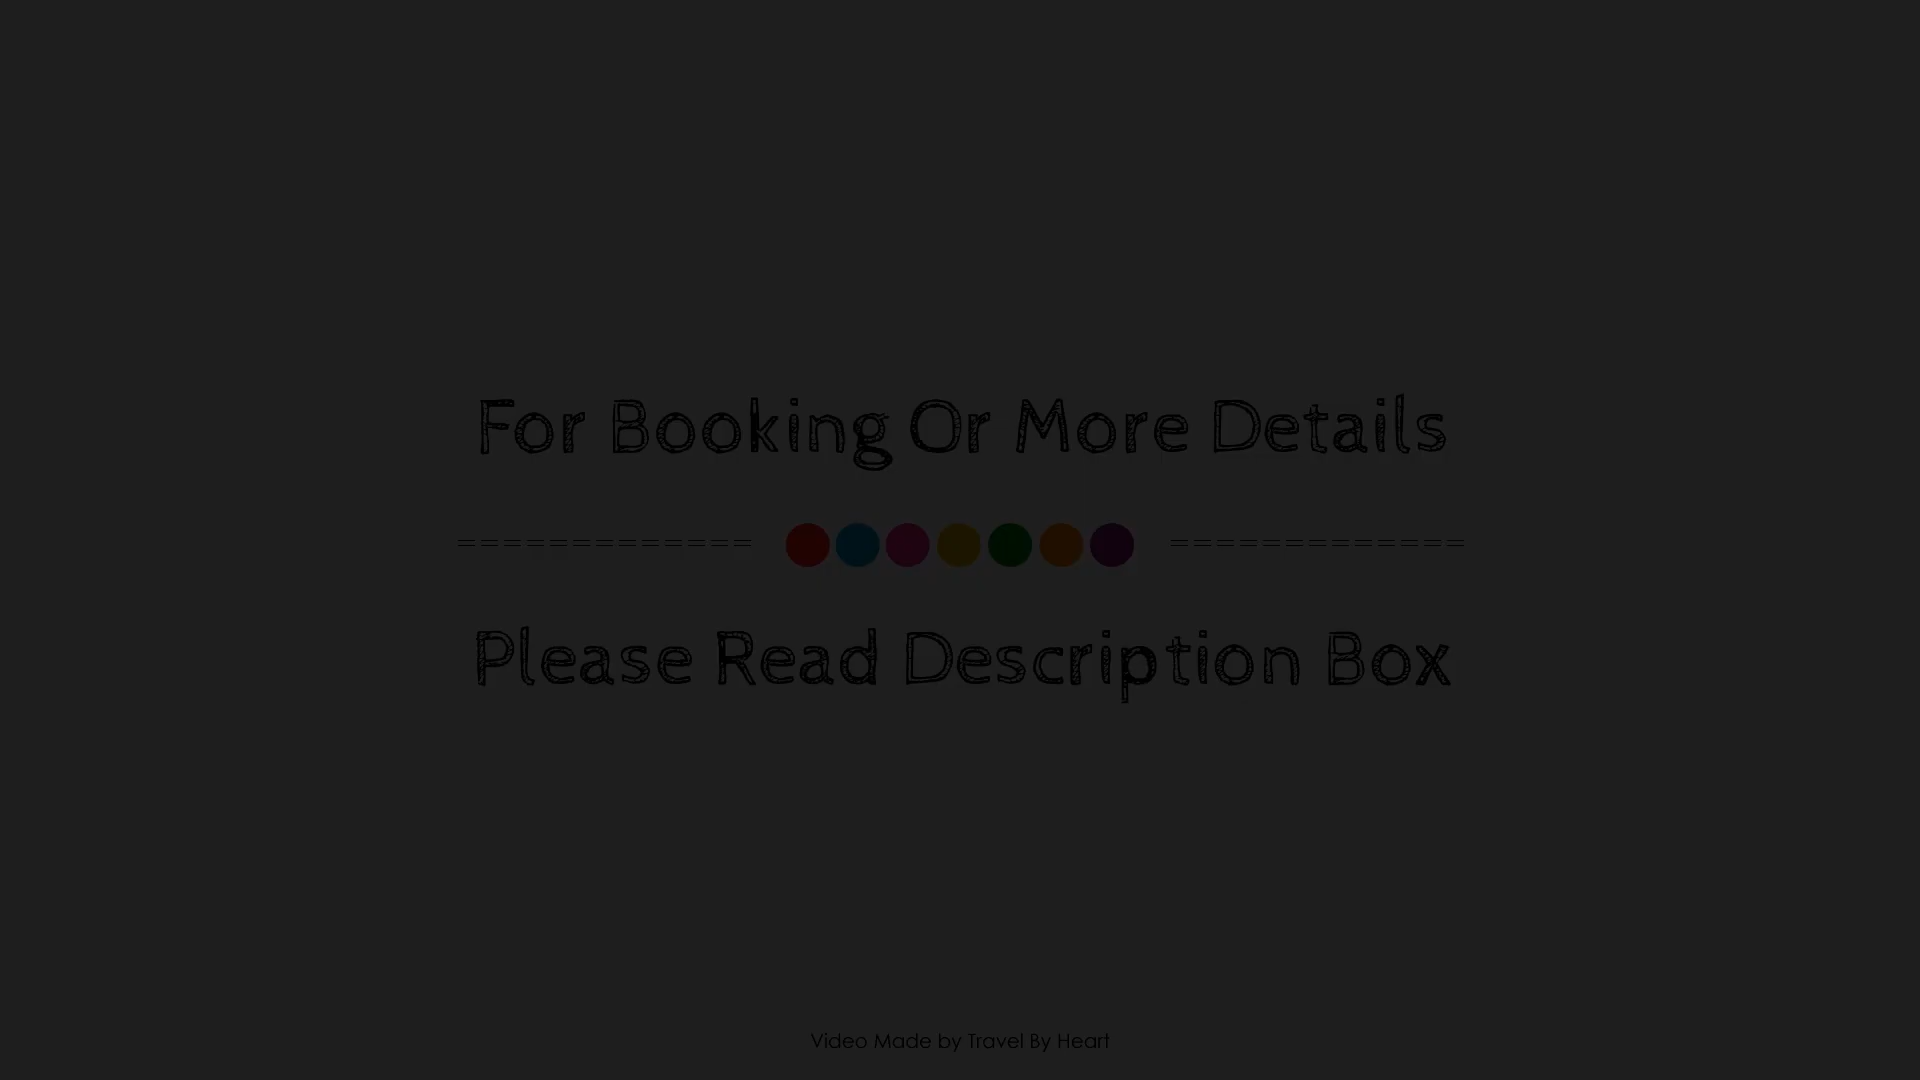 For Booking Or More Details
============= =============
Please Read Description Box
Video Made by Travel By Heart